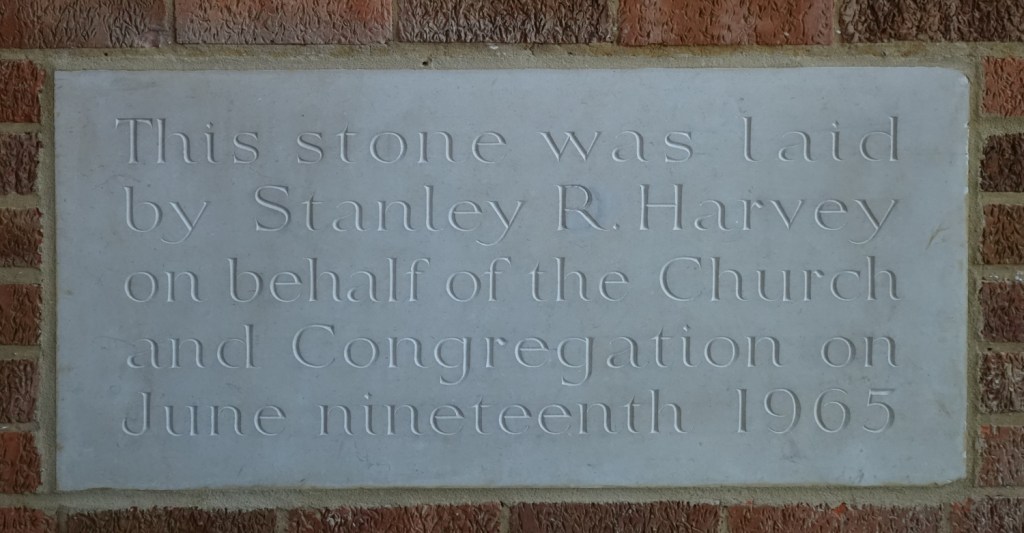 This stone was laid
by Stanley R. Harvey
on behalf of the Church
and Congregation on
June nineteenth 1965